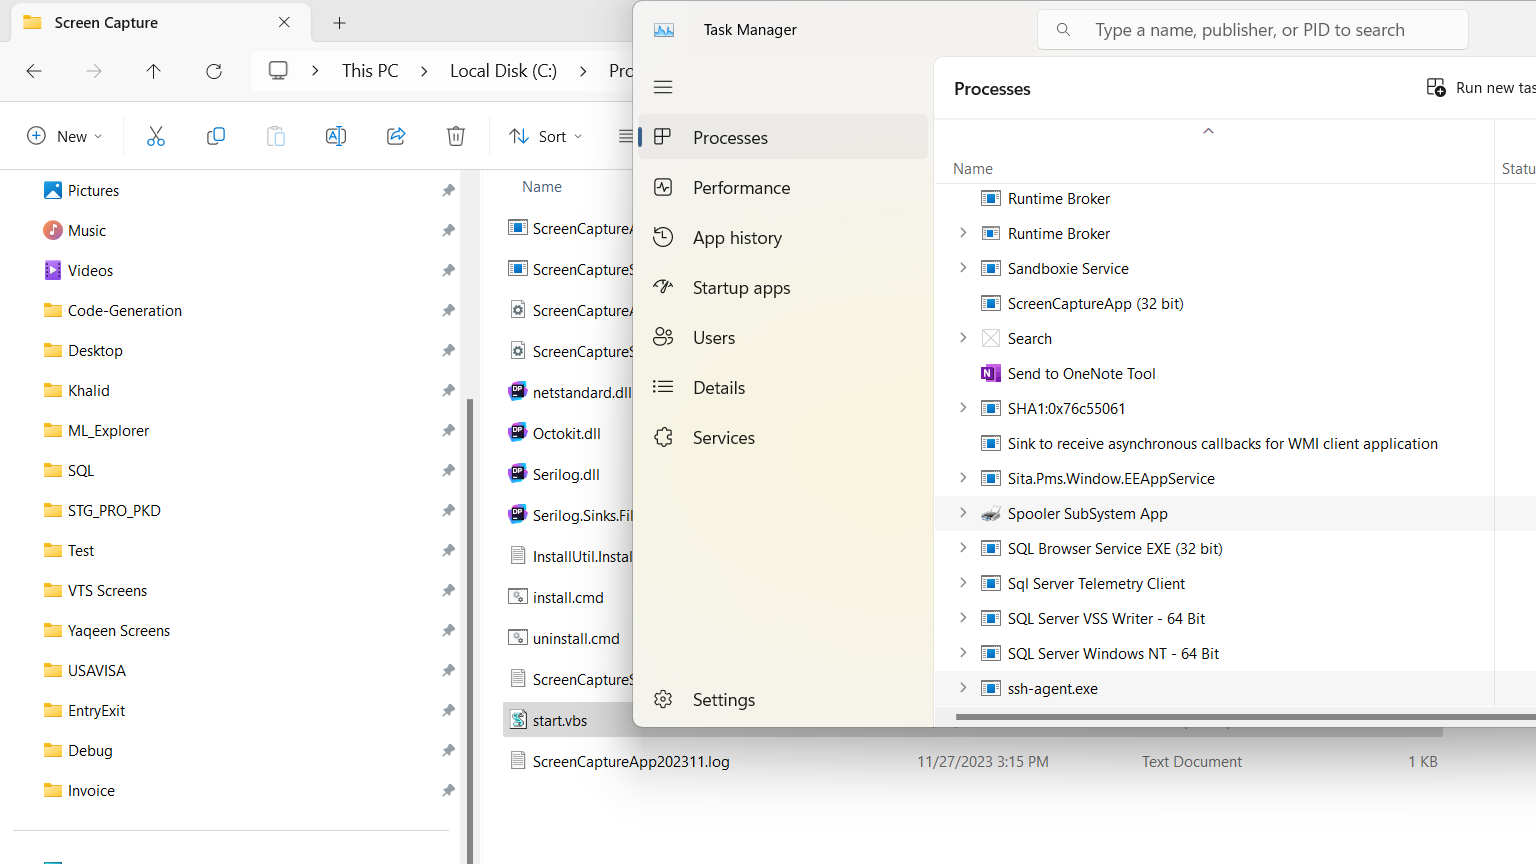 Screen Capture
This PC
Local Disk (C:)
New
Sort
Pictures
Music
Videos
Code-Generation
Desktop
Khalid
ML_Explorer
SQL
STG_PRO_PKD
Test
VTS Screens
Yaqeen Screens
USAVISA
EntryExit
Debug
Invoice
Name
netstandard.dll
Octokit.dll
Serilog.dll
Serilog.Sinks.Fil
InstallUtil.Instal
install.cmd
uninstall.cmd
start.vbs
ScreenCaptureApp202311.log 11/27/2023 3:15 PM Text Document 1 KB
Task Manager
Type a name, publisher, or PID to search
Processes
Performance
App history
Startup apps
Users
Details
Services
Settings
Processes
Run new tas
Name
Statu
Runtime Broker
Runtime Broker
Sandboxie Service
ScreenCaptureApp (32 bit)
Search
Send to OneNote Tool
SHA1:0x76c55061
Sink to receive asynchronous callbacks for WMI client application
Sita.Pms.Window.EEAppService
Spooler SubSystem App
SQL Browser Service EXE (32 bit)
Sql Server Telemetry Client
SQL Server VSS Writer - 64 Bit
SQL Server Windows NT - 64 Bit
ssh-agent.exe